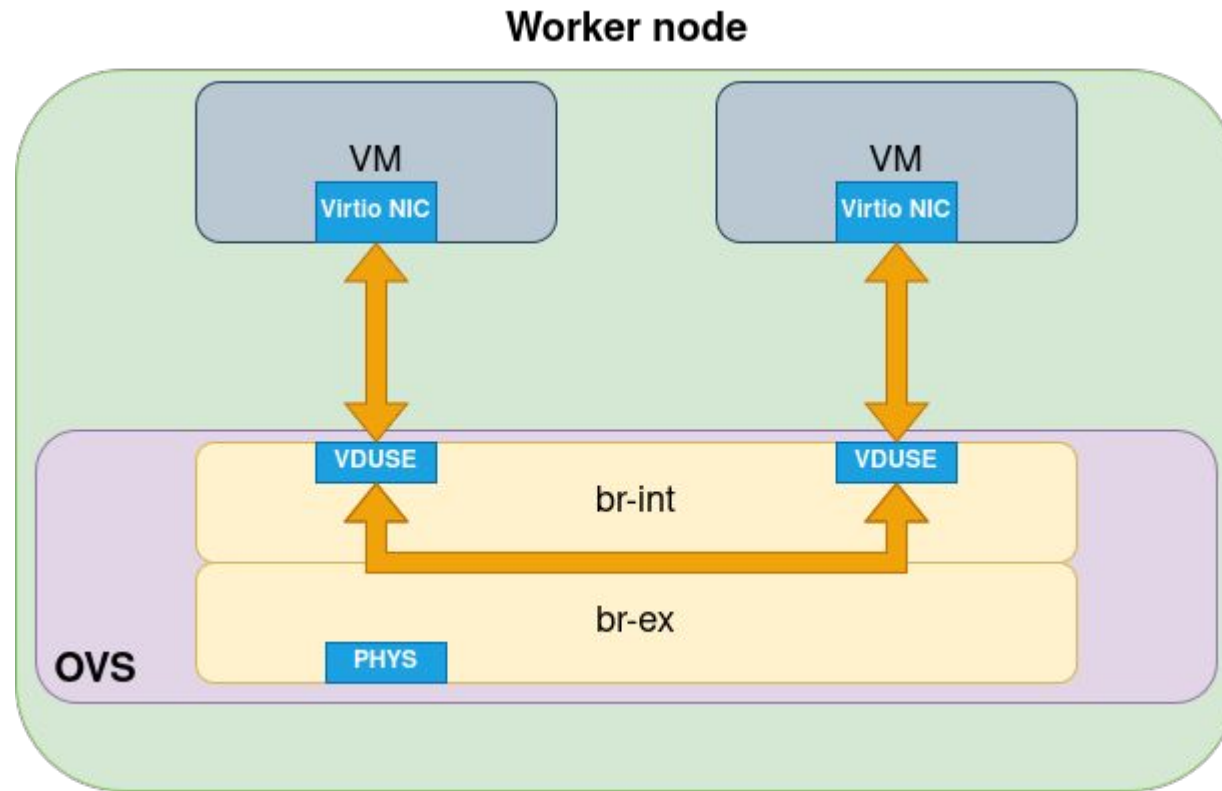 Worker node
VM
Virtio NIC
VM
Virtio NIC
VDUSE
VDUSE
br-int
br-ex
PHYS
OVS